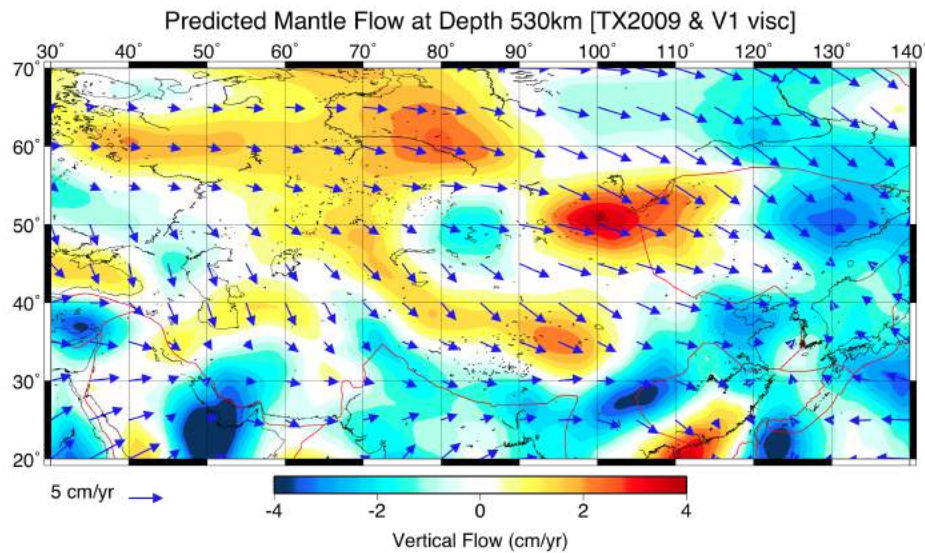 Predicted Mantle Flow at Depth 530km [TX2009 & V1 visc]
30° 40° 50° 60° 70° 80° 90° 100° 110° 120° 130° 140°
70°
60°
50°
40°
30°
20°
5 cm/yr
-4 -2 0 2 4
Vertical Flow (cm/yr)